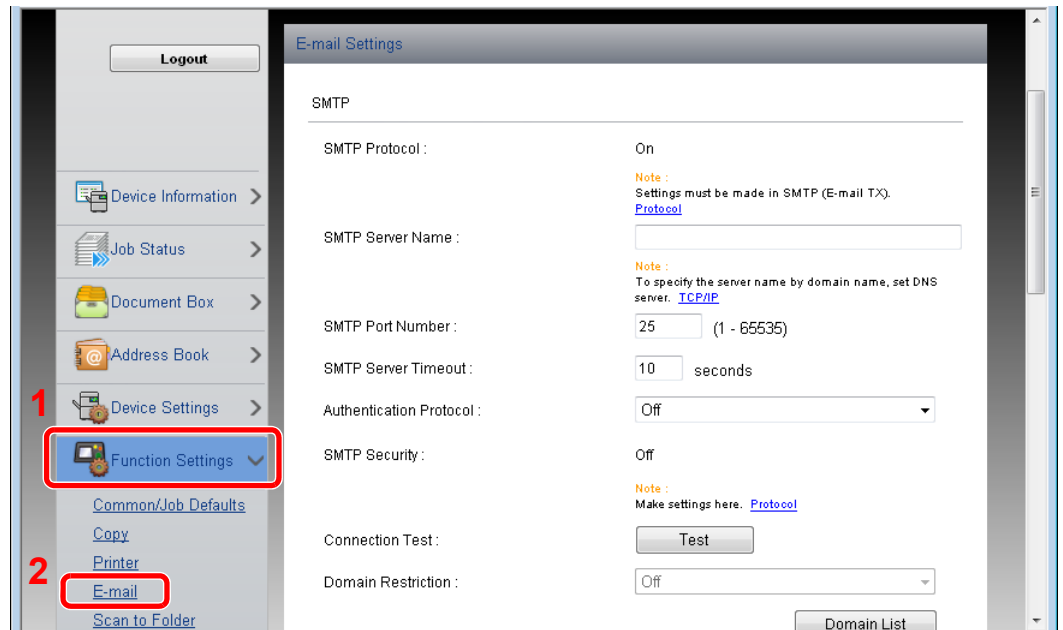 Logout
Device Information
Job Status
Document Box
Address Book
1
Device Settings
Function Settings
Common/Job Defaults
Copy
Printer
2
E-mail
Scan to Folder
E-mail Settings
SMTP
SMTP Protocol :
On
Note :
Settings must be made in SMTP (E-mail TX).
Protocol
SMTP Server Name :
Note :
To specify the server name by domain name, set DNS
server. TCP/IP
SMTP Port Number :
25 (1 - 65535)
SMTP Server Timeout :
10 seconds
Authentication Protocol :
Off
SMTP Security :
Off
Note :
Make settings here. Protocol
Connection Test :
Test
Domain Restriction :
Off
Domain List